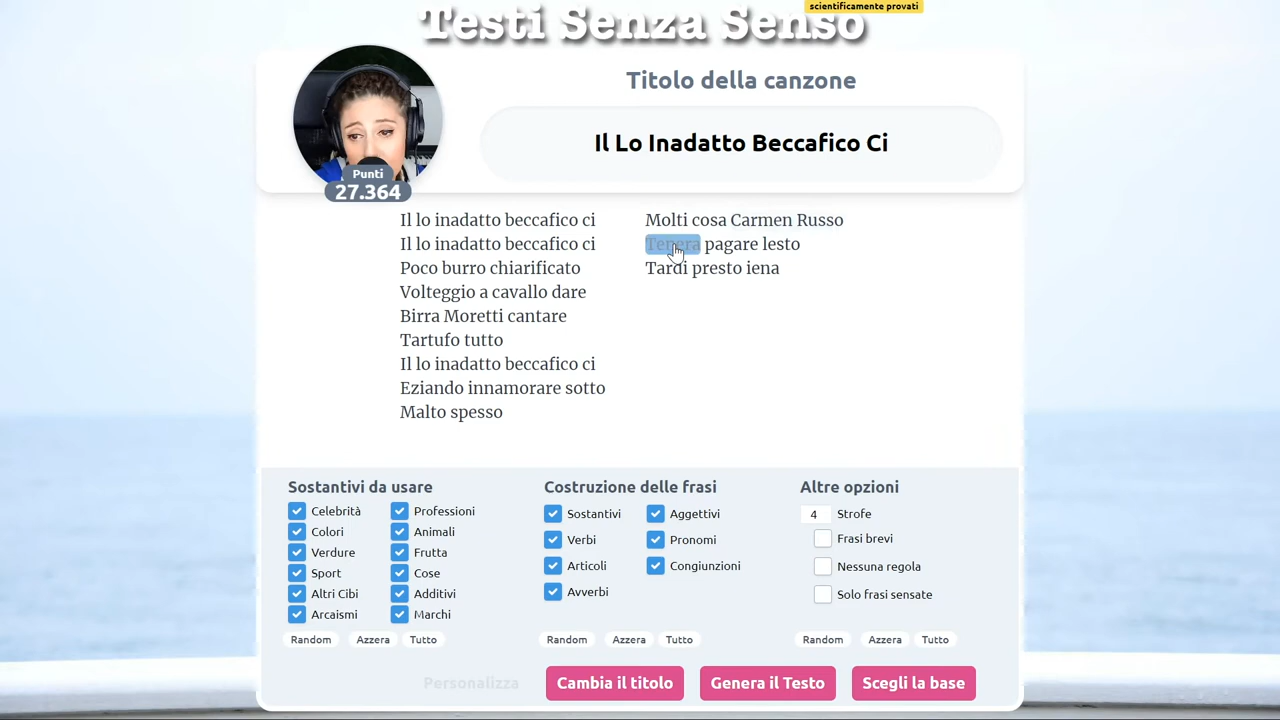 scientificamente provati
Testi Senza Senso
Titolo della canzone
Il Lo Inadatto Beccafico Ci
Punti
27.364
Il lo inadatto beccafico ci
Il lo inadatto beccafico ci
Poco burro chiarificato
Volteggio a cavallo dare
Birra Moretti cantare
Tartufo tutto
Il lo inadatto beccafico ci
Eziando innamorare sotto
Malto spesso
Molti cosa Carmen Russo
Tenera pagare lesto
Tardi presto iena
Sostantivi da usare
Celebrità
Professioni
Colori
Animali
Verdure
Frutta
Sport
Cose
Altri Cibi
Additivi
Arcaismi
Marchi
Random
Azzera
Tutto
Costruzione delle frasi
Sostantivi
Aggettivi
Verbi
Pronomi
Articoli
Congiunzioni
Avverbi
Random
Azzera
Tutto
Altre opzioni
4
Strofe
Frasi brevi
Nessuna regola
Solo frasi sensate
Random
Azzera
Tutto
Personalizza
Cambia il titolo
Genera il Testo
Scegli la base